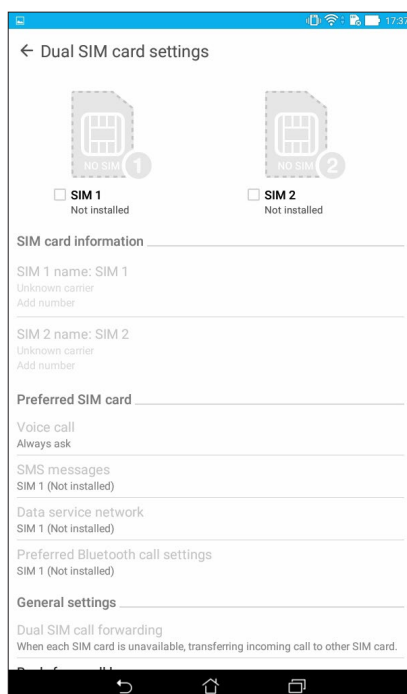 17:37
Dual SIM card settings
NO SIM 1
NO SIM 2
SIM 1
Not installed
SIM 2
Not installed
SIM card information
SIM 1 name: SIM 1
Unknown carrier
Add number
SIM 2 name: SIM 2
Unknown carrier
Add number
Preferred SIM card
Voice call
Always ask
SMS messages
SIM 1 (Not installed)
Data service network
SIM 1 (Not installed)
Preferred Bluetooth call settings
SIM 1 (Not installed)
General settings
Dual SIM call forwarding
When each SIM card is unavailable, transferring incoming call to other SIM card.